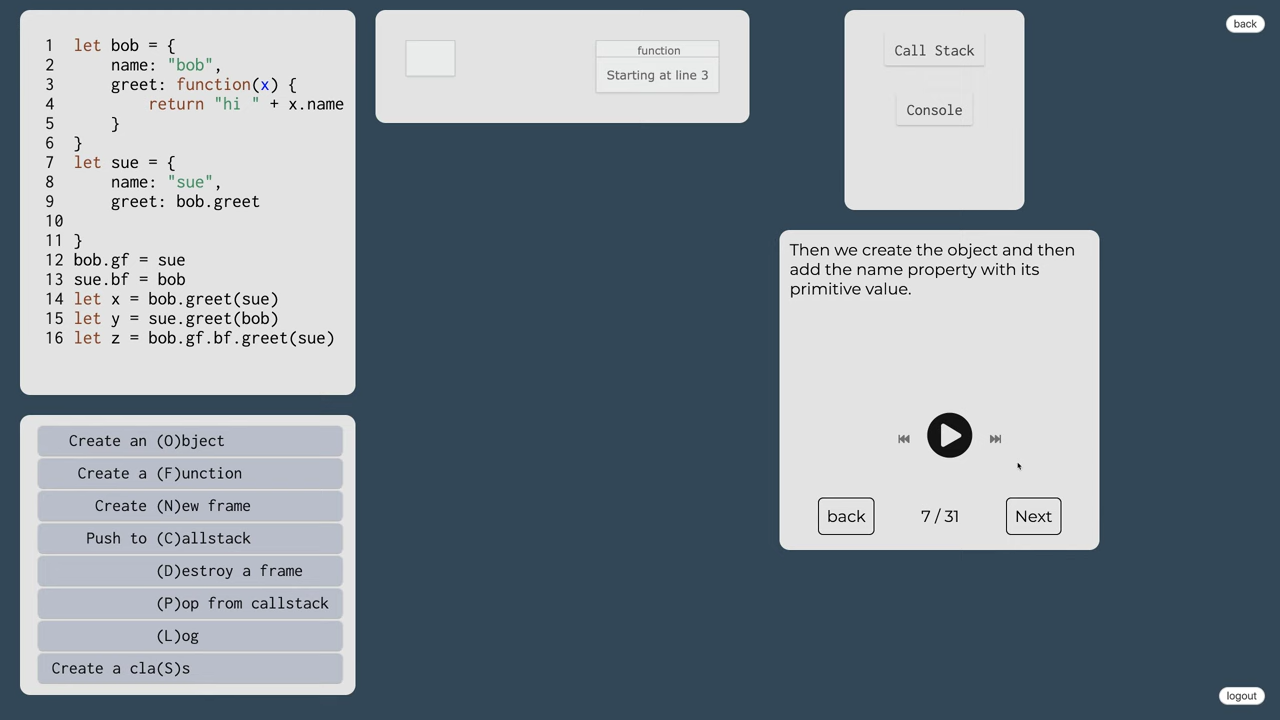 1 let bob = {
2     name: "bob",
3     greet: function(x) {
4         return "hi " + x.name
5     }
6 }
7 let sue = {
8     name: "sue",
9     greet: bob.greet
10
11 }
12 bob.gf = sue
13 sue.bf = bob
14 let x = bob.greet(sue)
15 let y = sue.greet(bob)
16 let z = bob.gf.bf.greet(sue)
Create an (O)bject
Create a (F)unction
Create (N)ew frame
Push to (C)allstack
(D)estroy a frame
(P)op from callstack
(L)og
Create a cla(S)s
function
Starting at line 3
Call Stack
Console
Then we create the object and then
add the name property with its
primitive value.
back 7 / 31 Next
back
logout